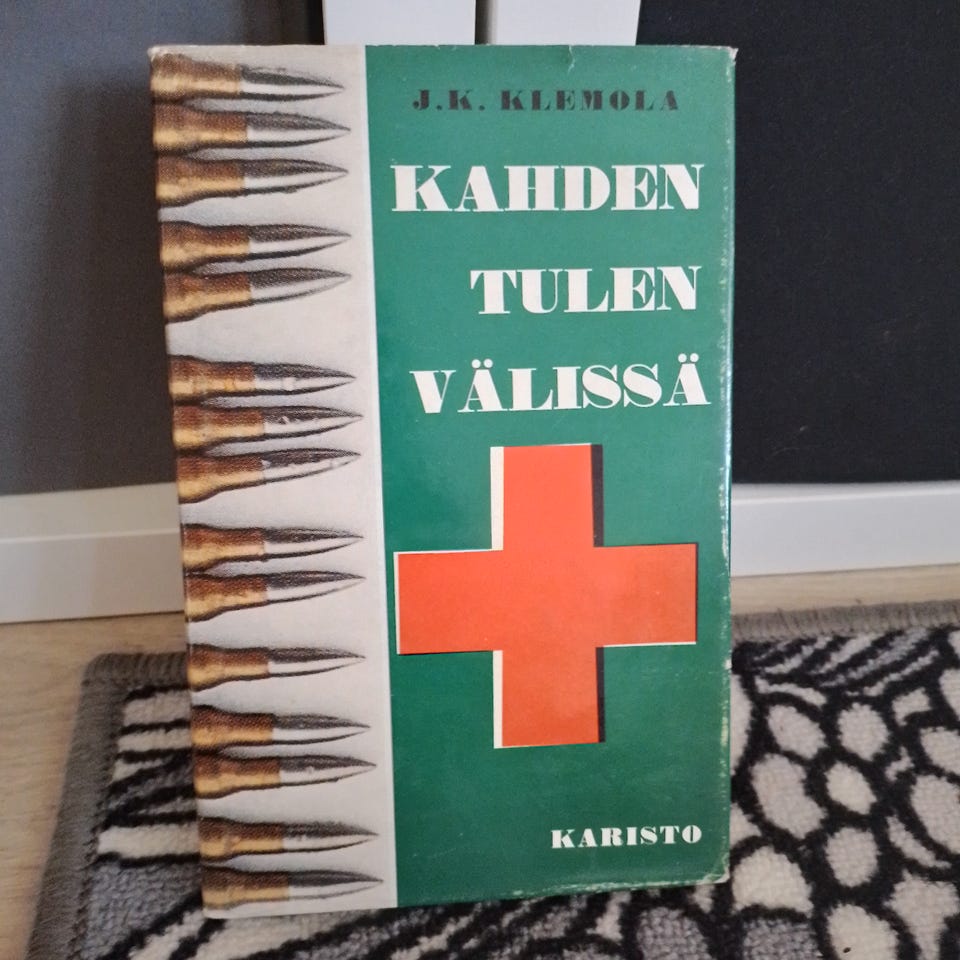 J.K. KLEMOLA
KAHDEN
TULEN
VÄLISSÄ
KARISTO